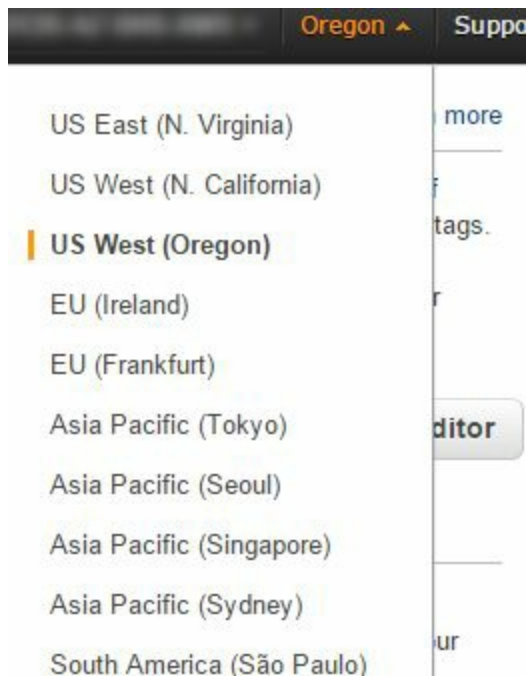 Oregon Suppo
US East (N. Virginia)
more
US West (N. California)
US West (Oregon)
tags.
EU (Ireland)
r
EU (Frankfurt)
Asia Pacific (Tokyo)
ditor
Asia Pacific (Seoul)
Asia Pacific (Singapore)
Asia Pacific (Sydney)
ur
South America (São Paulo)